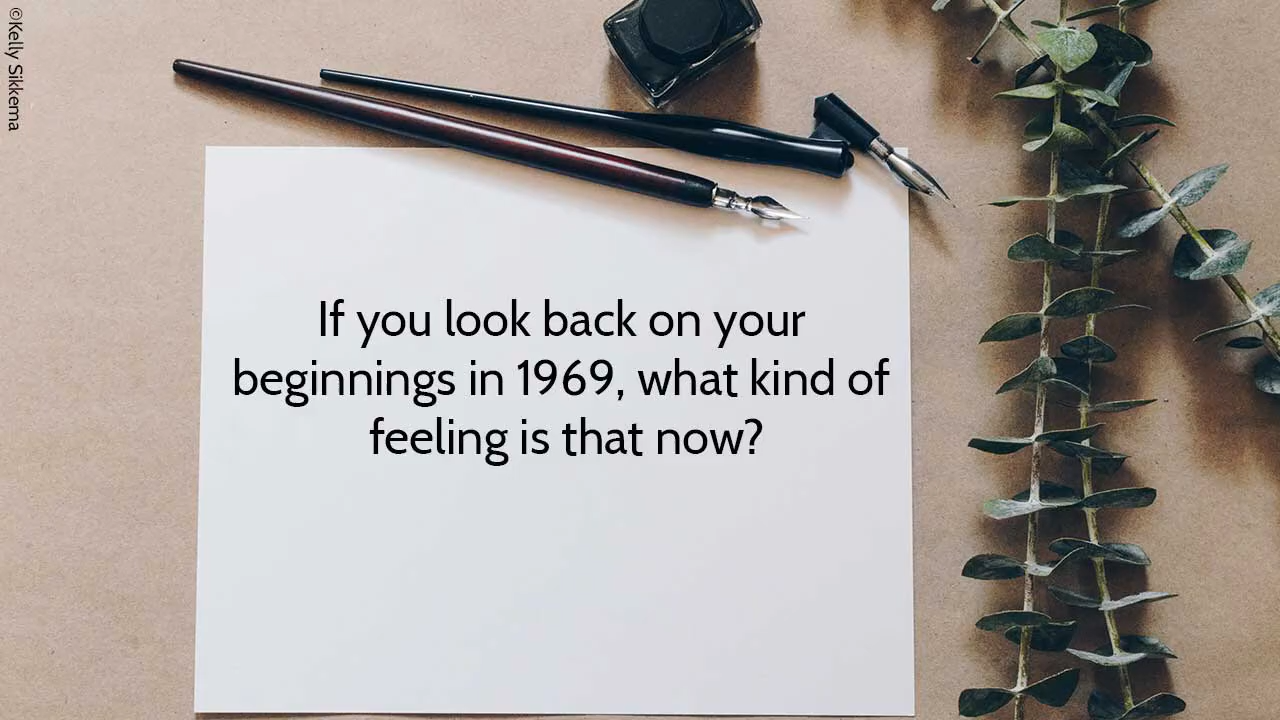 ©Kelly Sikkema
If you look back on your
beginnings in 1969, what kind of
feeling is that now?